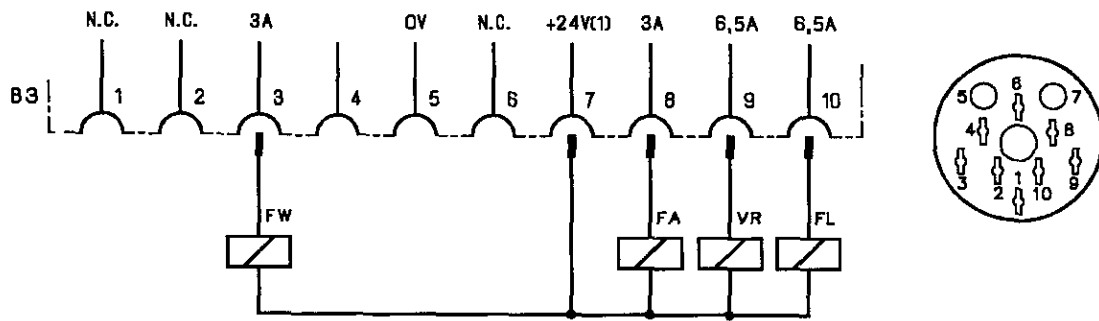 N.C. N.C. 3A 0V N.C. +24V(1) 3A 6,5A 6,5A
B3 1 2 3 4 5 6 7 8 9 10
FW FA VR FL
6
5 7
4 8
3 2 1 10 9